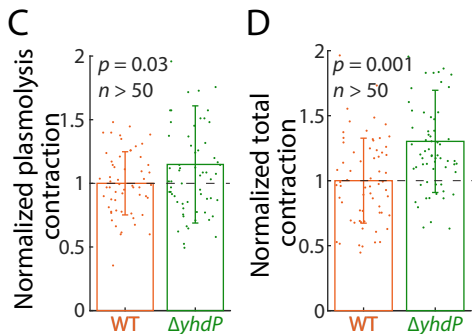 C
Normalized plasmolysis
contraction
2
1.5
1
0.5
0
p = 0.03
n > 50
WT
ΔyhdP
D
Normalized total
contraction
2
1.5
1
0.5
0
p = 0.001
n > 50
WT
ΔyhdP